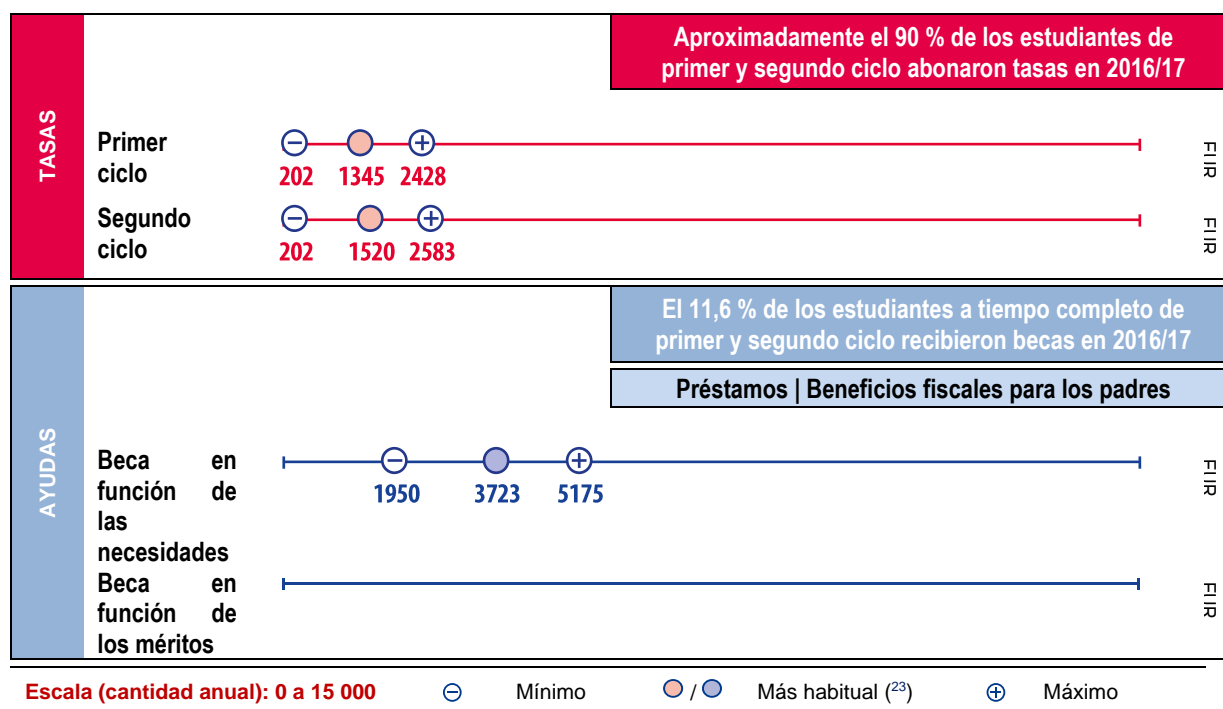 Aproximadamente el 90 % de los estudiantes de
primer y segundo ciclo abonaron tasas en 2016/17
TASAS
Primer
ciclo
202 1345 2428
EUR
Segundo
ciclo
202 1520 2583
EUR
El 11,6 % de los estudiantes a tiempo completo de
primer y segundo ciclo recibieron becas en 2016/17
Préstamos | Beneficios fiscales para los padres
AYUDAS
Beca en
función de
las
necesidades
1950 3723 5175
EUR
Beca en
función de
los méritos
EUR
Escala (cantidad anual): 0 a 15 000 Mínimo / Más habitual (23) Máximo